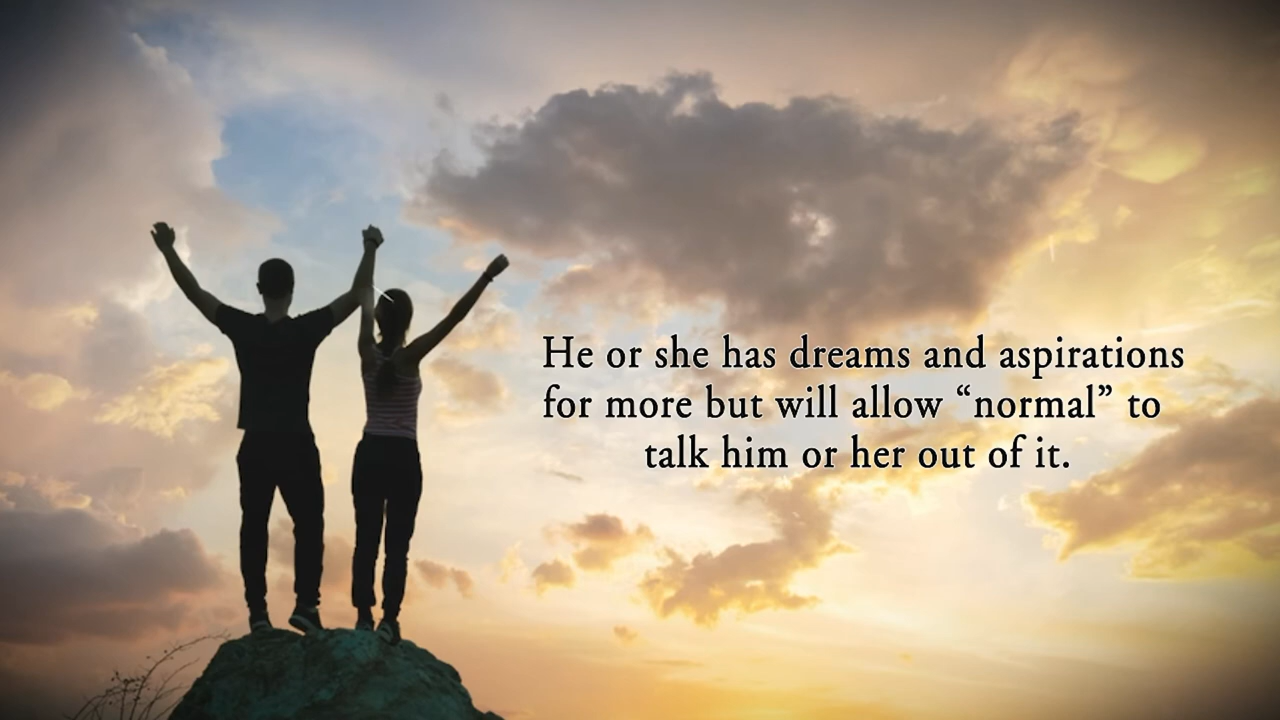 He or she has dreams and aspirations
for more but will allow “normal” to
talk him or her out of it.